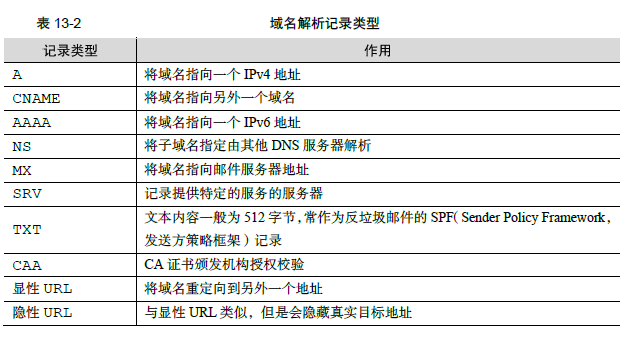 表 13-2 域名解析记录类型
记录类型 作用
A 将域名指向一个 IPv4 地址
CNAME 将域名指向另外一个域名
AAAA 将域名指向一个 IPv6 地址
NS 将子域名指定由其他 DNS 服务器解析
MX 将域名指向邮件服务器地址
SRV 记录提供特定的服务的服务器
TXT 文本内容一般为 512 字节，常作为反垃圾邮件的 SPF（Sender Policy Framework，
发送方策略框架）记录
CAA CA 证书颁发机构授权校验
显性 URL 将域名重定向到另外一个地址
隐性 URL 与显性 URL 类似，但是会隐藏真实目标地址